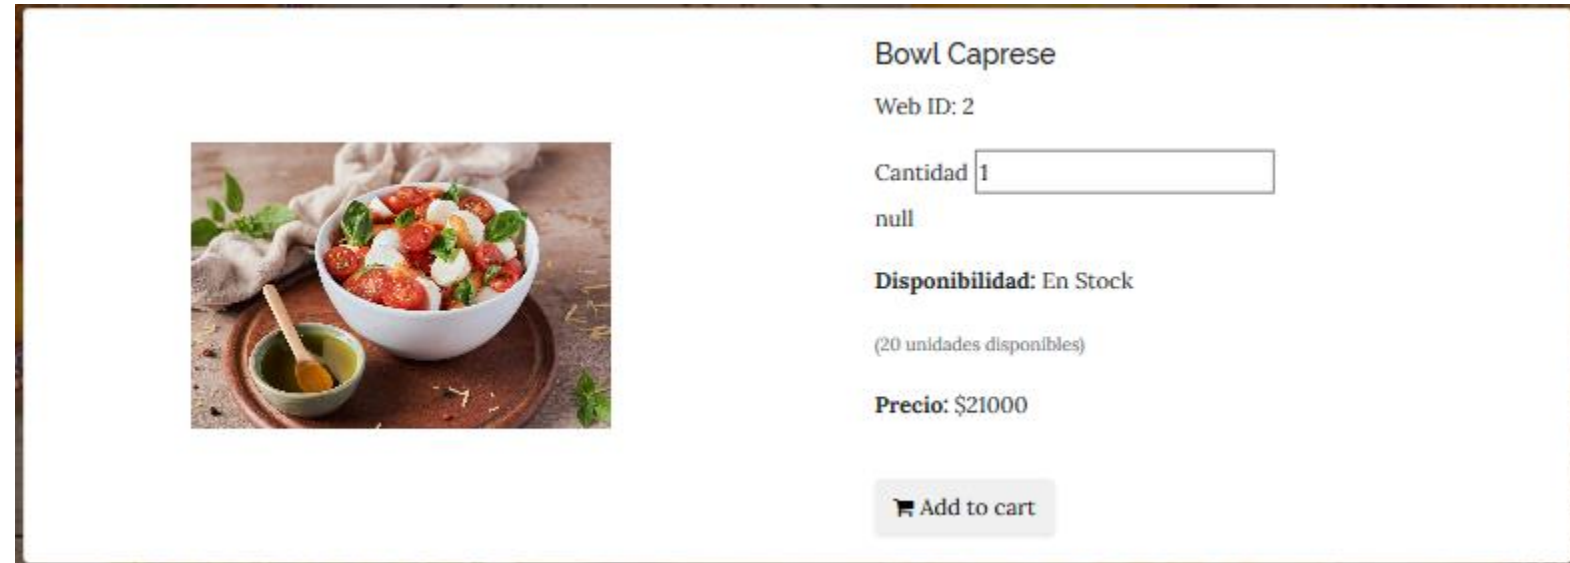 Bowl Caprese
Web ID: 2
Cantidad 1
null
Disponibilidad: En Stock
(20 unidades disponibles)
Precio: $21000
Add to cart